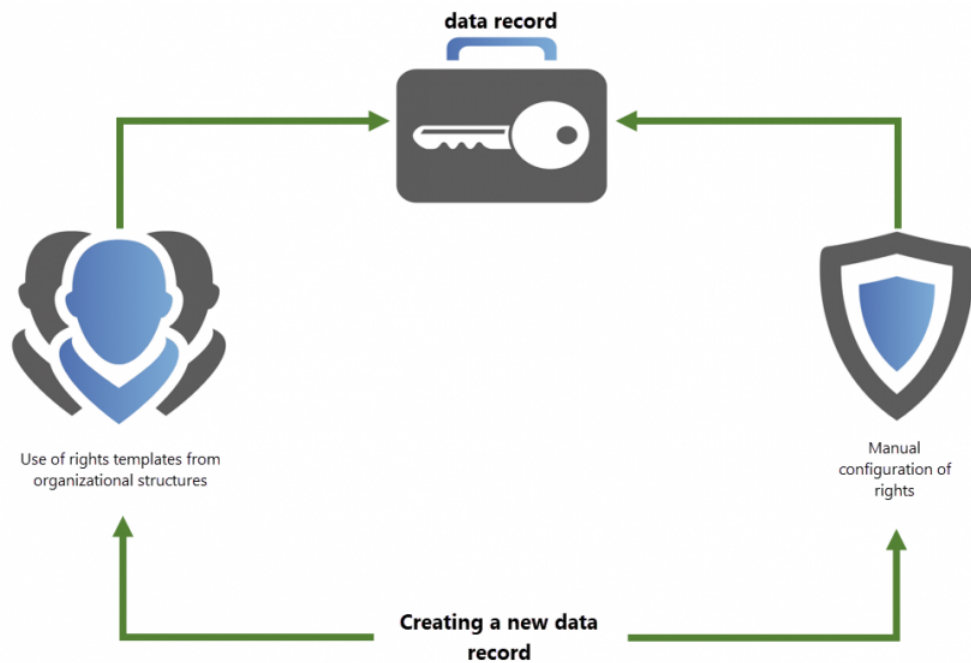 data record
Use of rights templates from
organizational structures
Manual
configuration of
rights
Creating a new data
record